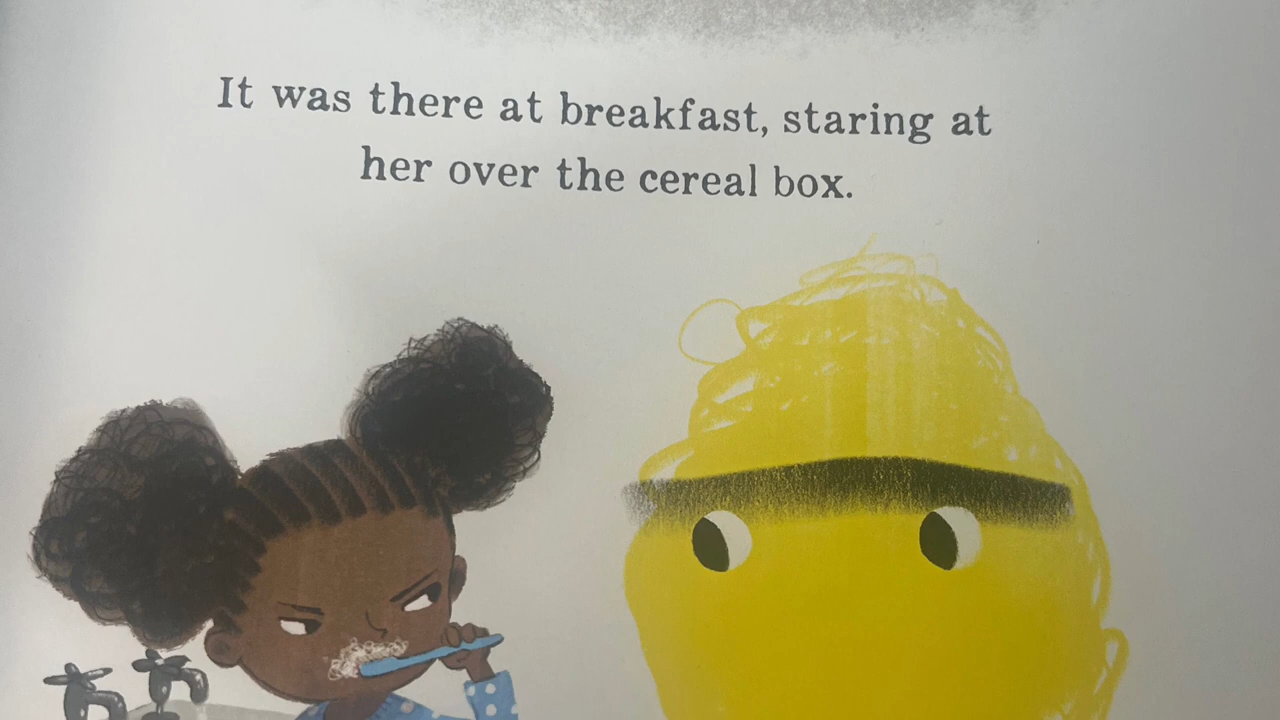 It was there at breakfast, staring at
her over the cereal box.